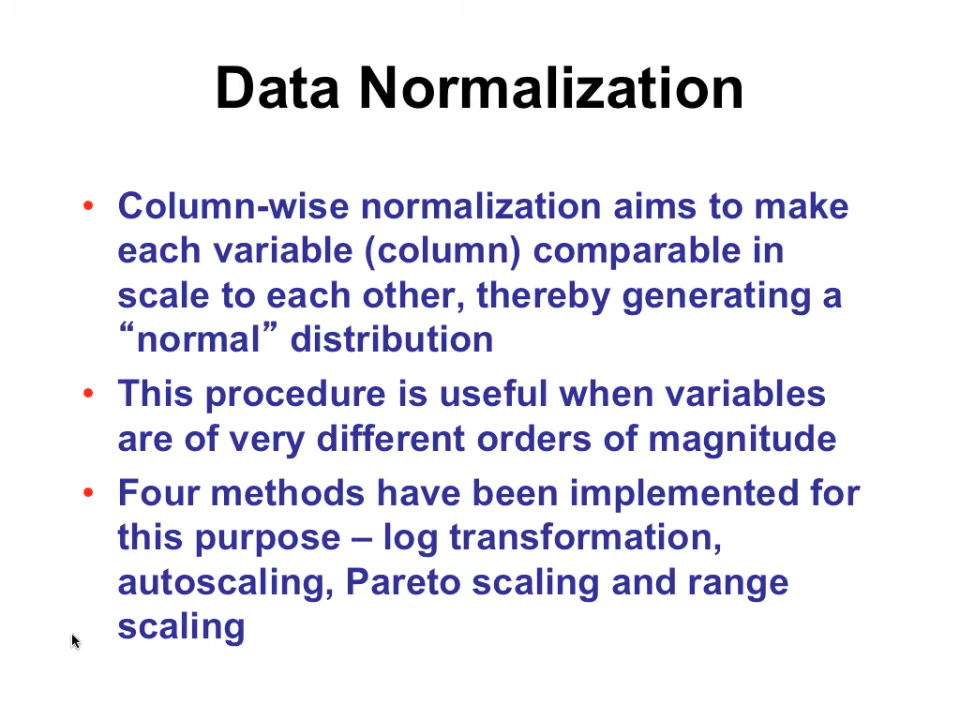 Data Normalization
• Column-wise normalization aims to make
each variable (column) comparable in
scale to each other, thereby generating a
“normal” distribution
• This procedure is useful when variables
are of very different orders of magnitude
• Four methods have been implemented for
this purpose – log transformation,
autoscaling, Pareto scaling and range
scaling